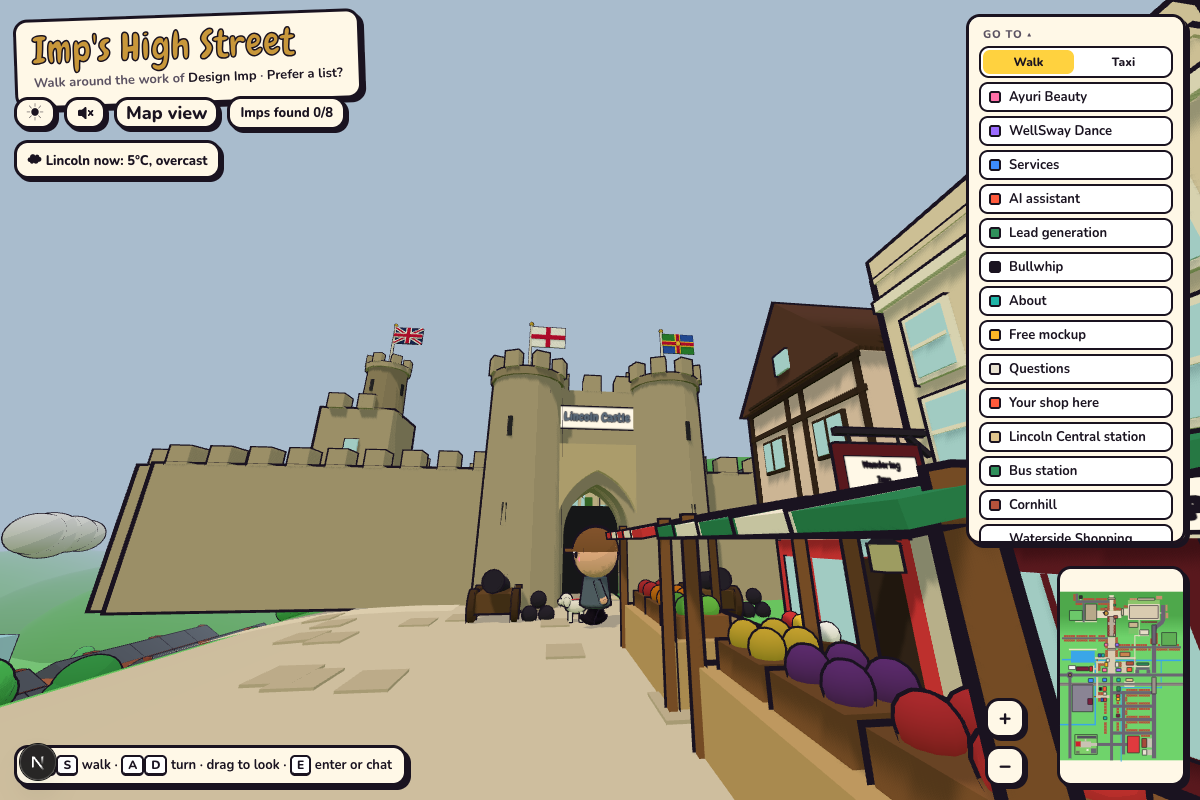 Imp's High Street
Walk around the work of Design Imp · Prefer a list?
Map view
Imps found 0/8
Lincoln now: 5°C, overcast
GO TO
Walk
Taxi
Ayuri Beauty
WellSway Dance
Services
AI assistant
Lead generation
Bullwhip
About
Free mockup
Questions
Your shop here
Lincoln Central station
Bus station
Cornhill
Waterside Shopping
Lincoln Castle
+
−
N
S walk · A D turn · drag to look · E enter or chat